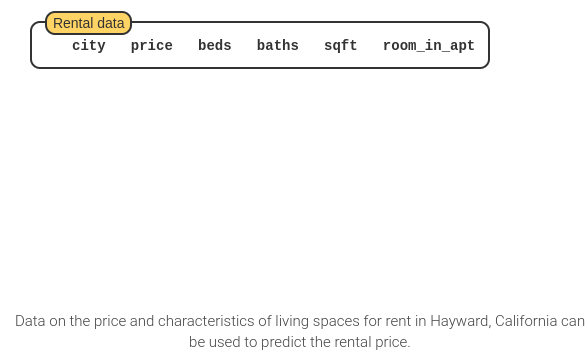 Rental data
city price beds baths sqft room_in_apt
Data on the price and characteristics of living spaces for rent in Hayward, California can
be used to predict the rental price.